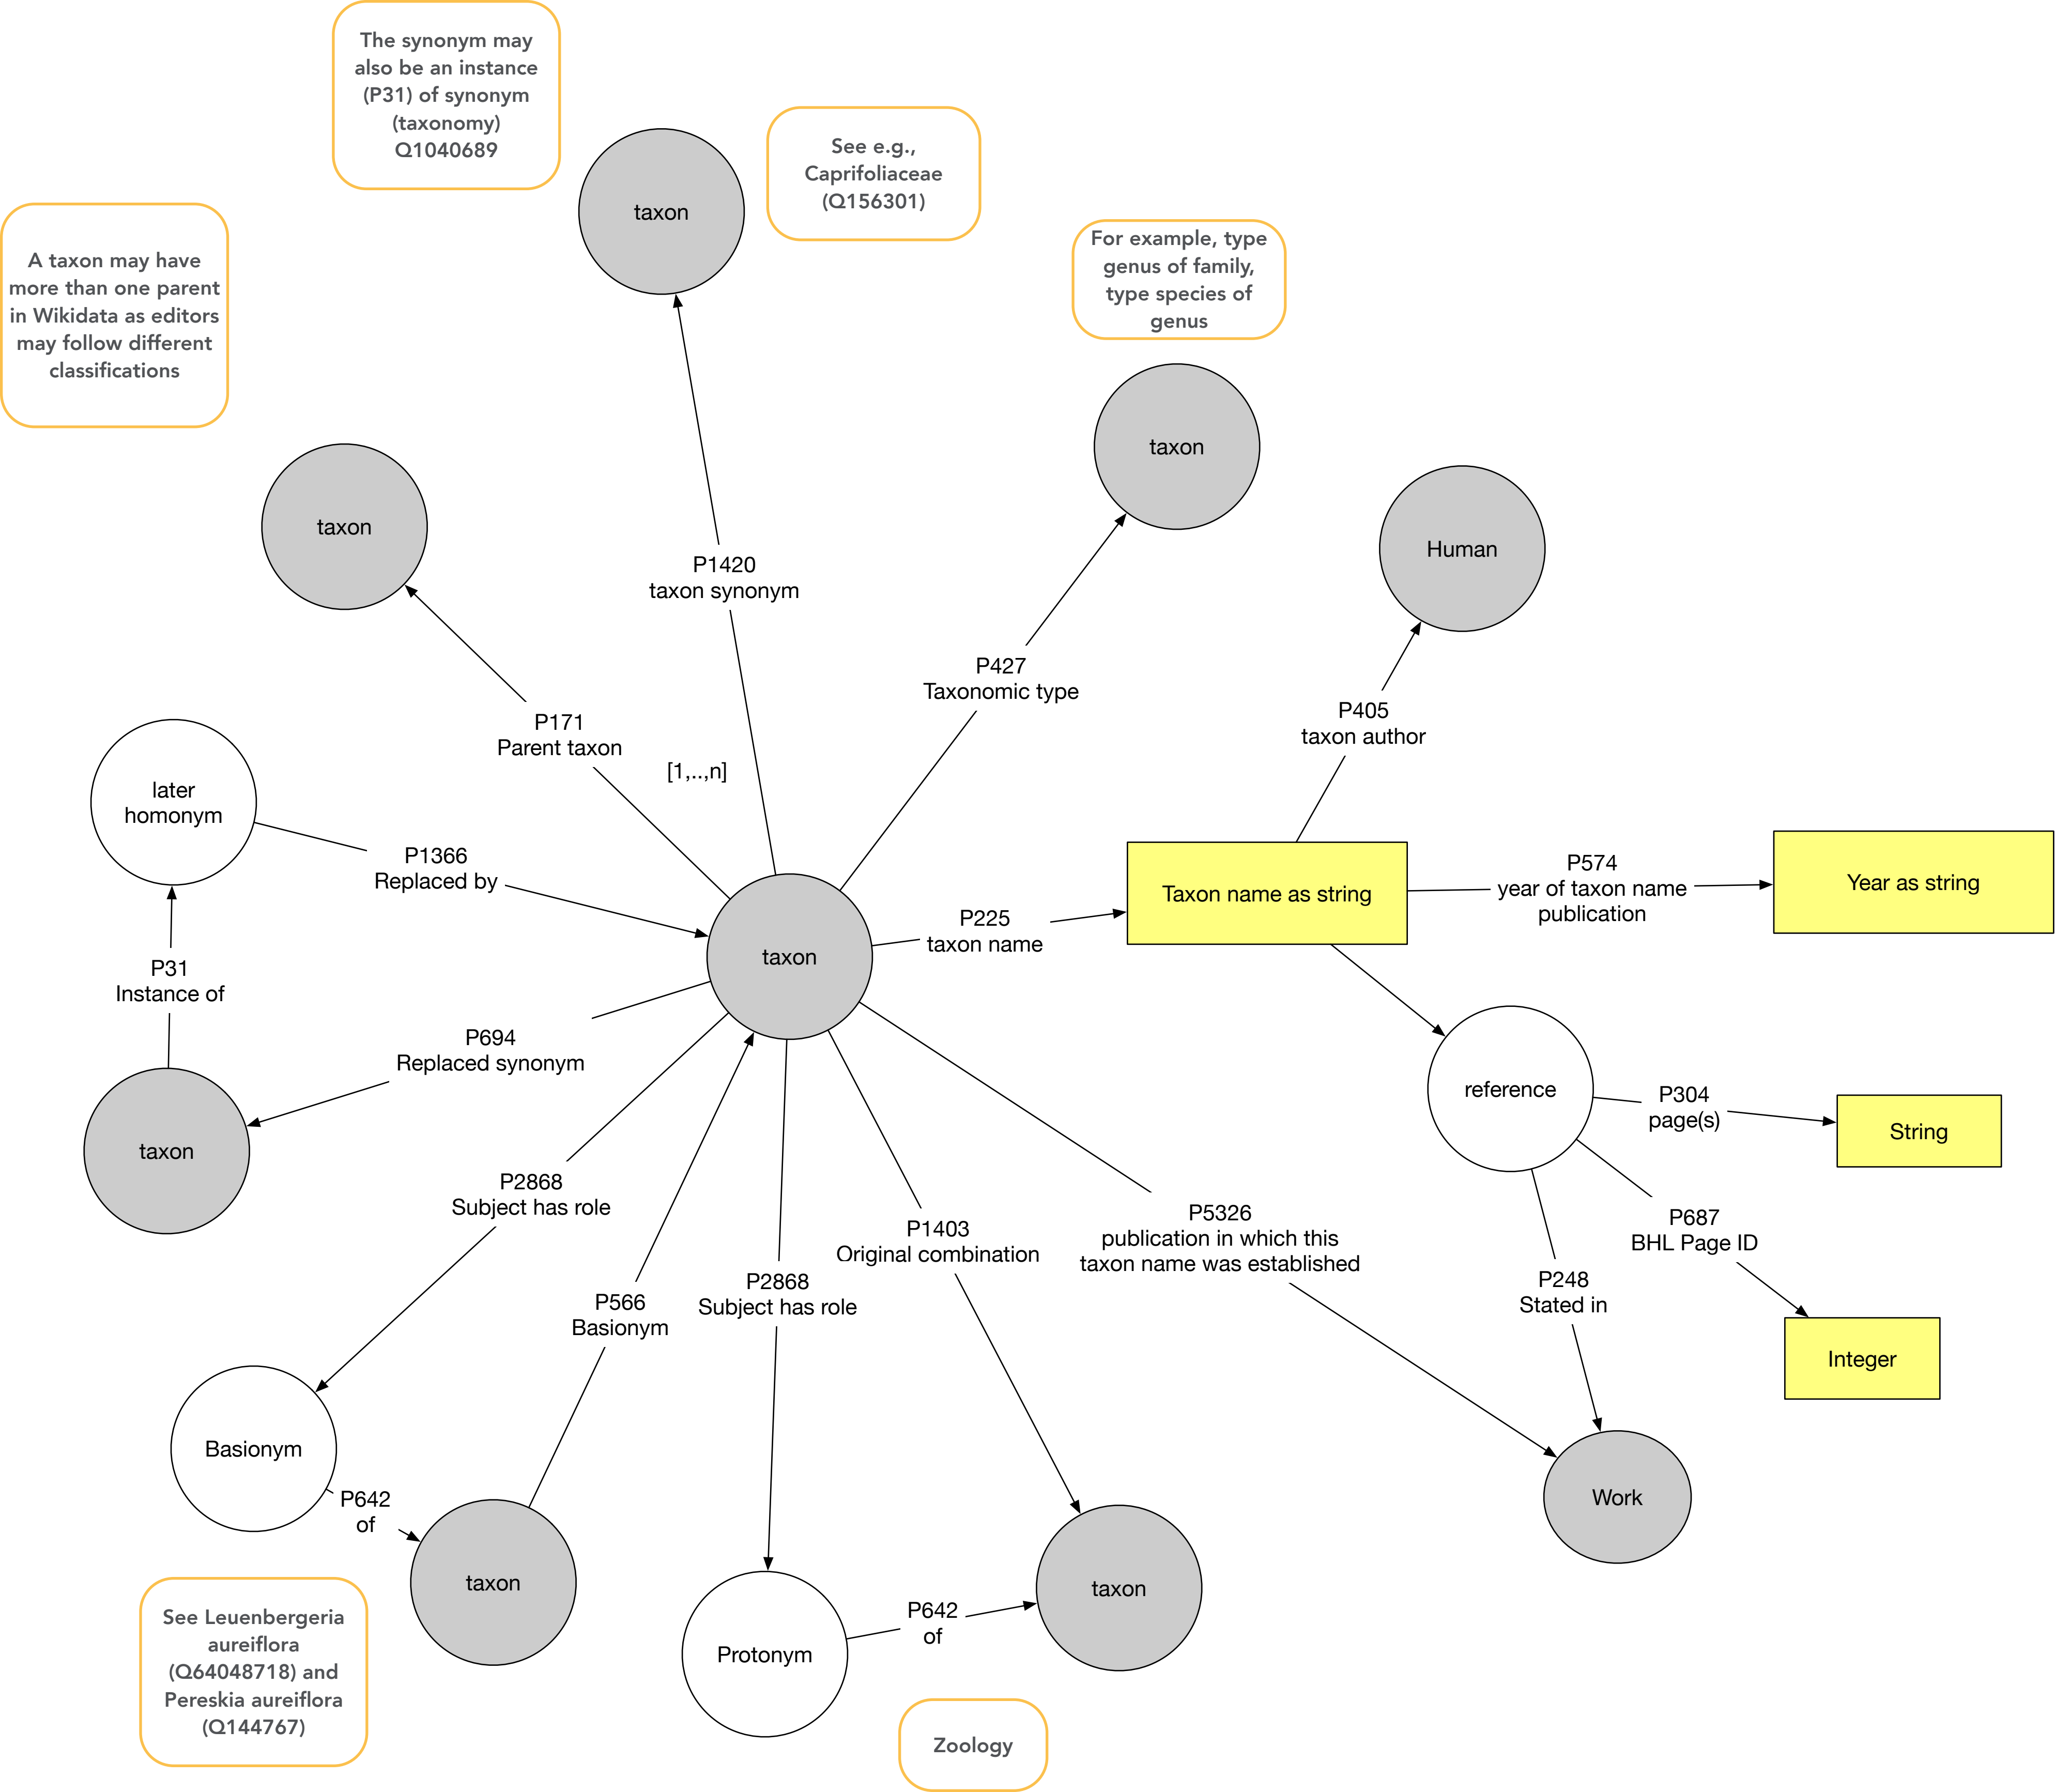 The synonym may
also be an instance
(P31) of synonym
(taxonomy)
Q1040689
See e.g.,
Caprifoliaceae
(Q156301)
taxon
A taxon may have
more than one parent
in Wikidata as editors
may follow different
classifications
For example, type
genus of family,
type species of
genus
taxon
taxon
Human
P1420
taxon synonym
P427
Taxonomic type
P171
Parent taxon
[1,..,n]
P405
taxon author
later
homonym
P1366
Replaced by
Taxon name as string
P574
year of taxon name
publication
Year as string
P225
taxon name
taxon
P31
Instance of
P694
Replaced synonym
taxon
reference
P304
page(s)
String
P2868
Subject has role
P1403
Original combination
P5326
publication in which this
taxon name was established
P687
BHL Page ID
P248
Stated in
P566
Basionym
P2868
Subject has role
Integer
Basionym
P642
of
taxon
Work
taxon
P642
of
Protonym
See Leuenbergeria
aureiflora
(Q64048718) and
Pereskia aureiflora
(Q144767)
Zoology